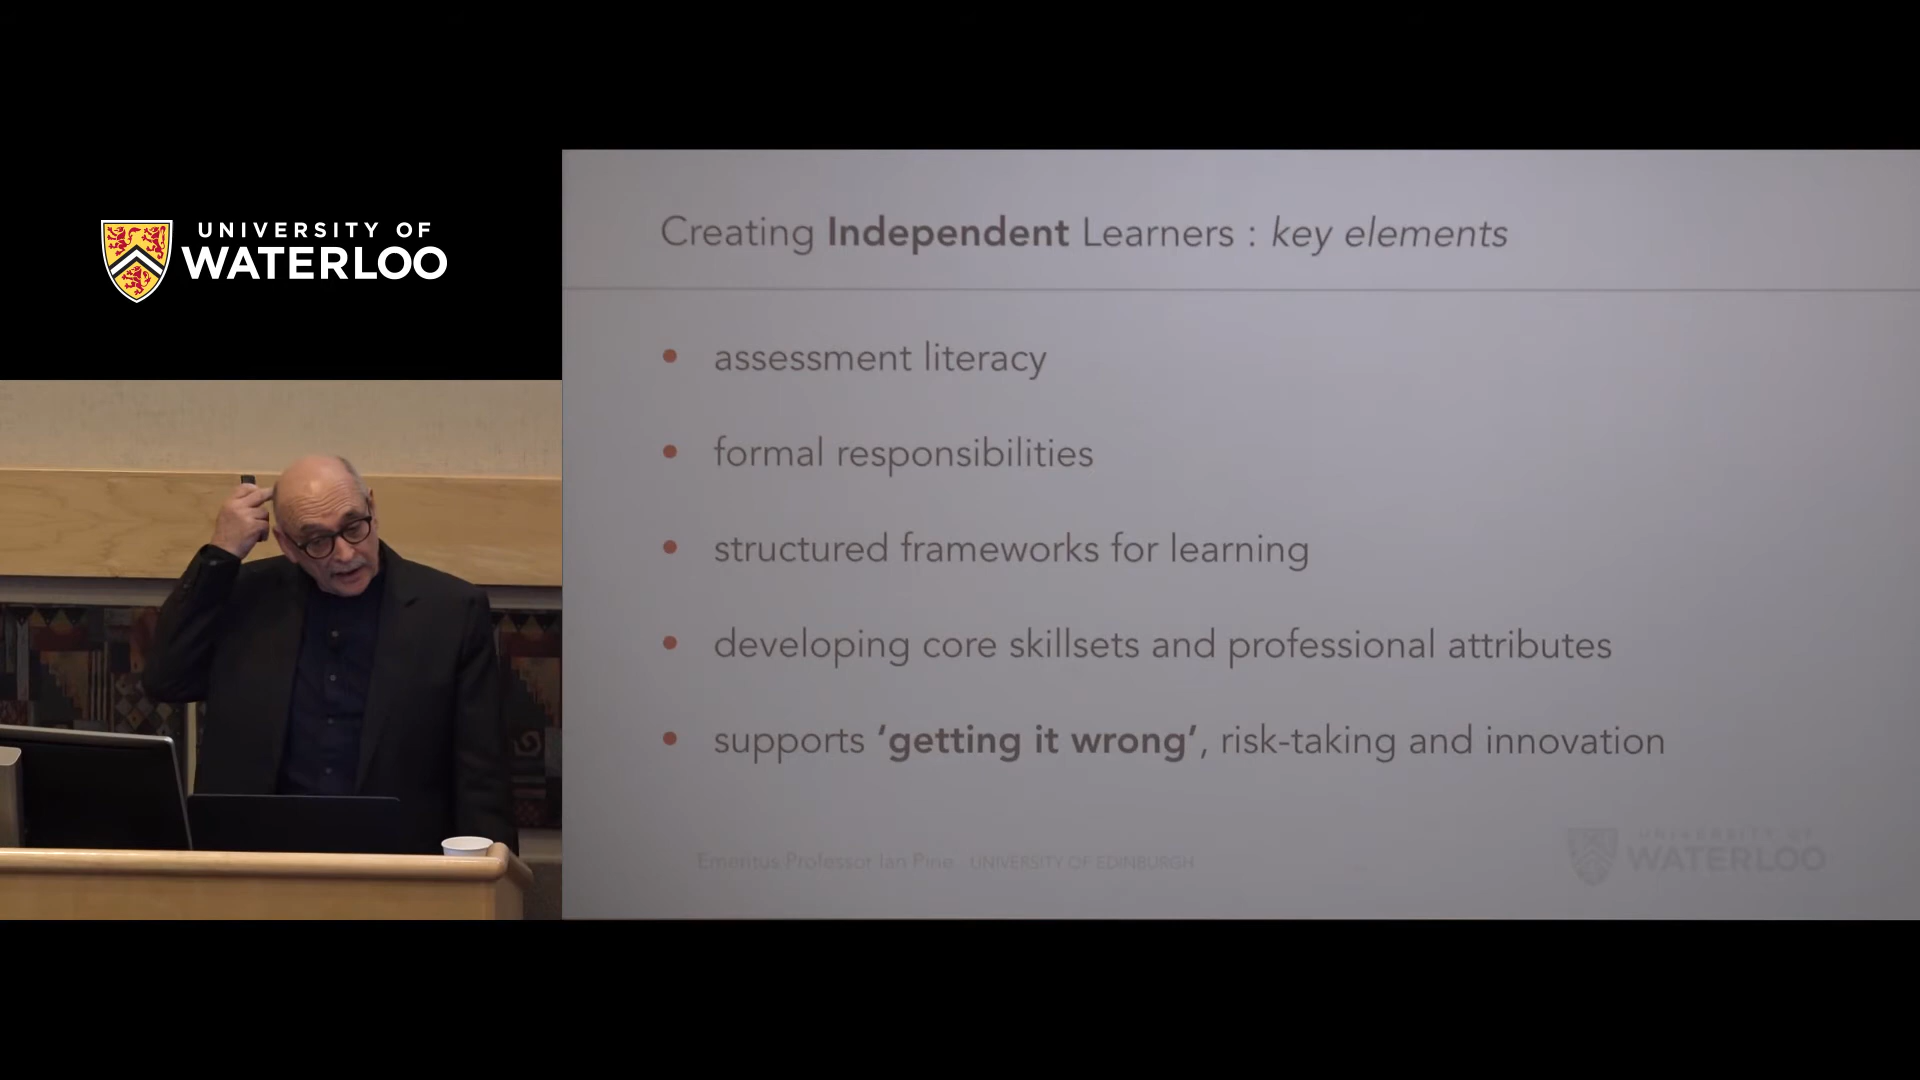 UNIVERSITY OF
WATERLOO
Creating Independent Learners : key elements
• assessment literacy
• formal responsibilities
• structured frameworks for learning
• developing core skillsets and professional attributes
• supports ‘getting it wrong’, risk-taking and innovation
Emeritus Professor Ian Pirie UNIVERSITY OF EDINBURGH
UNIVERSITY OF
WATERLOO